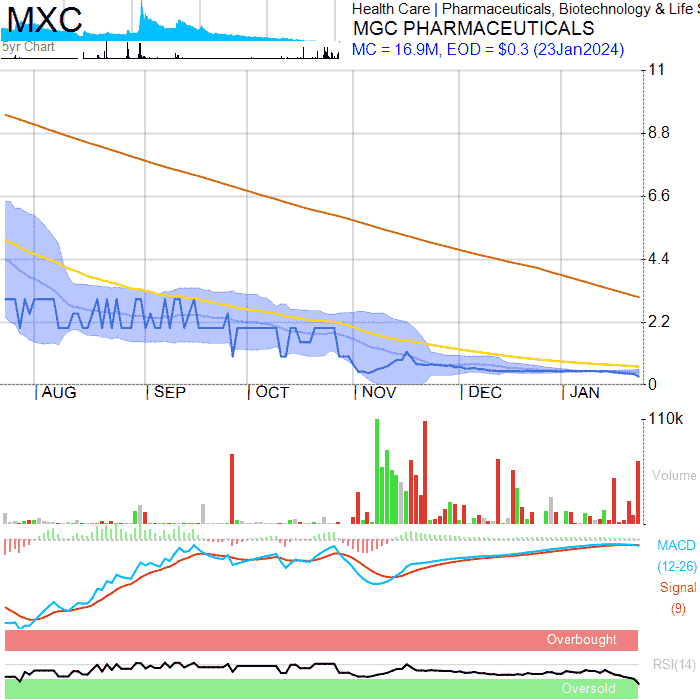 MXC
5yr Chart
Health Care | Pharmaceuticals, Biotechnology & Life S
MGC PHARMACEUTICALS
MC = 16.9M, EOD = $0.3 (23Jan2024)
11
8.8
6.6
4.4
2.2
0
|AUG |SEP |OCT |NOV |DEC |JAN
110k
Volume
MACD
(12-26)
Signal
(9)
Overbought
RSI(14)
Oversold